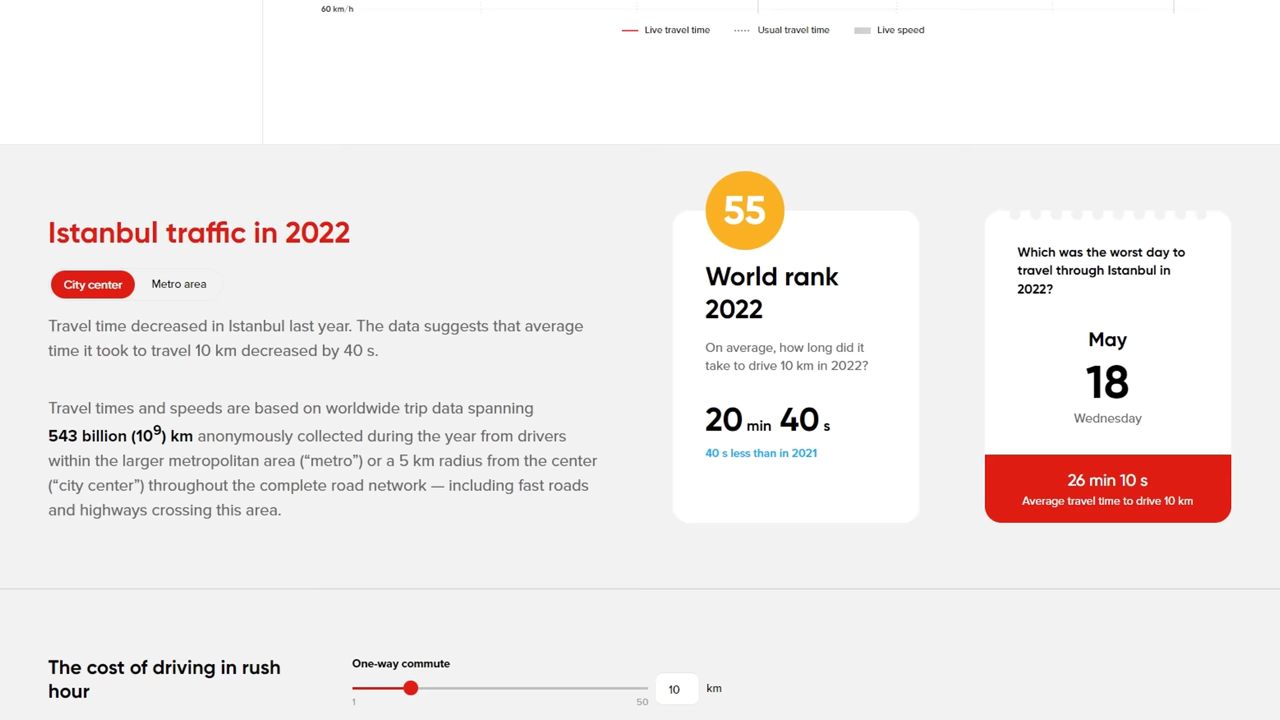 60 km/h
Live travel time
Usual travel time
Live speed
Istanbul traffic in 2022
City center
Metro area
Travel time decreased in Istanbul last year. The data suggests that average
time it took to travel 10 km decreased by 40 s.
Travel times and speeds are based on worldwide trip data spanning
543 billion (10⁹) km anonymously collected during the year from drivers
within the larger metropolitan area (“metro”) or a 5 km radius from the center
(“city center”) throughout the complete road network — including fast roads
and highways crossing this area.
55
World rank
2022
On average, how long did it
take to drive 10 km in 2022?
20 min 40 s
40 s less than in 2021
Which was the worst day to
travel through Istanbul in
2022?
May
18
Wednesday
26 min 10 s
Average travel time to drive 10 km
The cost of driving in rush
hour
One-way commute
10
km
1
50